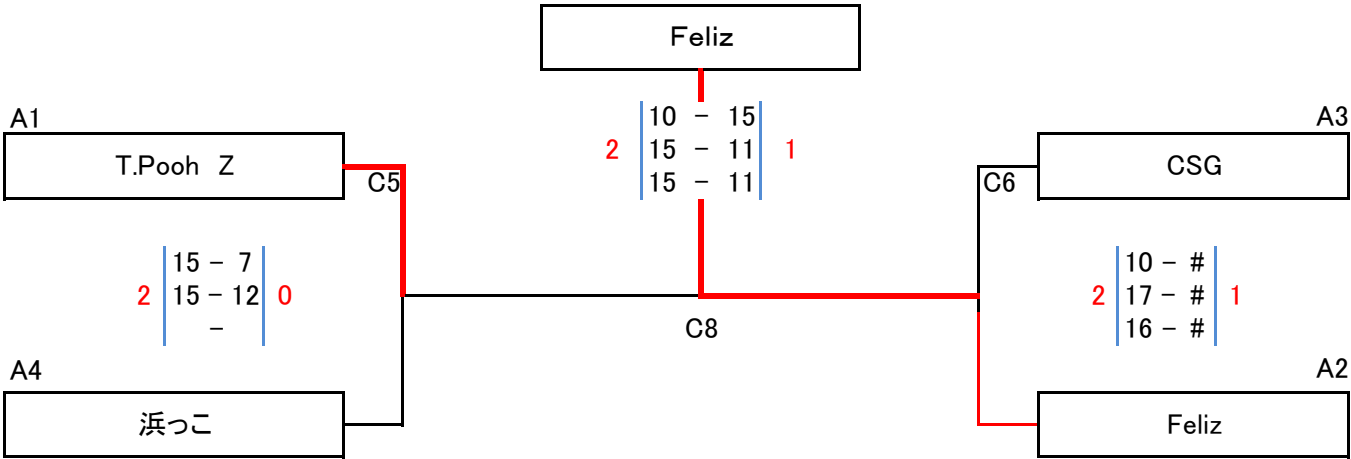 Feliz
A1
T.Pooh Z
C5
10 - 15
2 15 - 11 1
15 - 11
A3
CSG
C6
15 - 7
2 15 - 12 0
-
C8
10 - #
2 17 - # 1
16 - #
A4
浜っこ
A2
Feliz